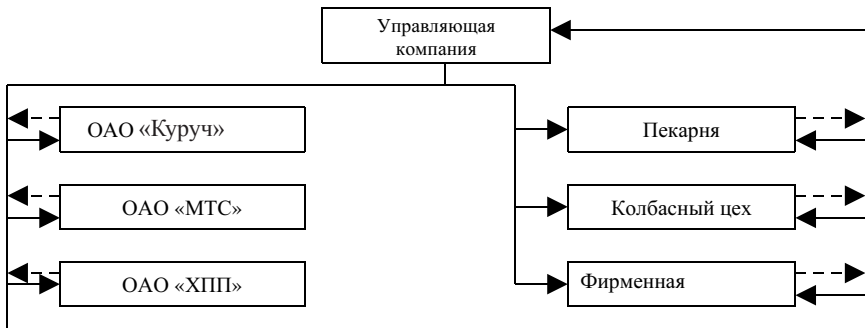 Управляющая
компания
ОАО «Куруч»
Пекарня
ОАО «МТС»
Колбасный цех
ОАО «ХПП»
Фирменная